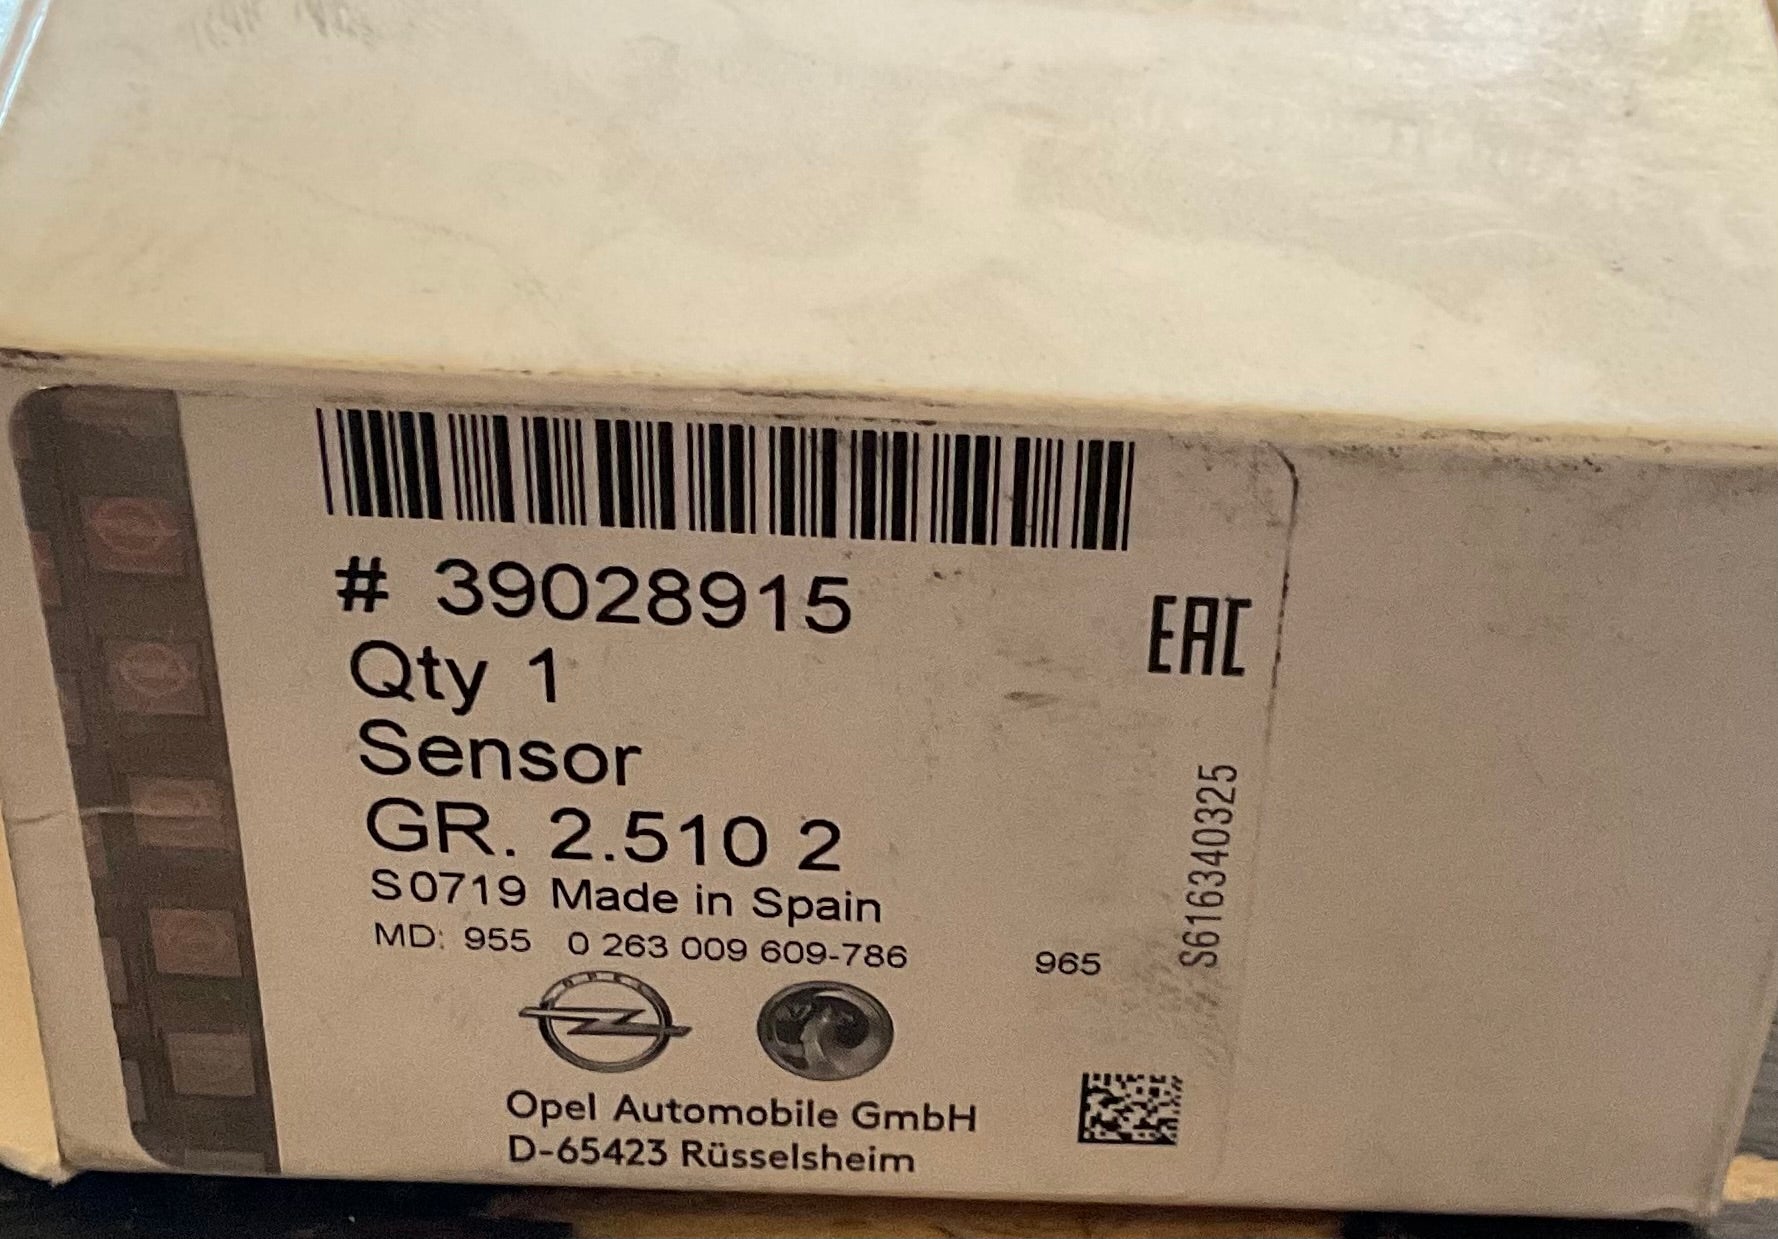 # 39028915
EAC
Qty 1
Sensor
GR. 2.510 2
S0719 Made in Spain
MD: 955 0 263 009 609-786 965
S616340325
OPEL
Opel Automobile GmbH
D-65423 Rüsselsheim